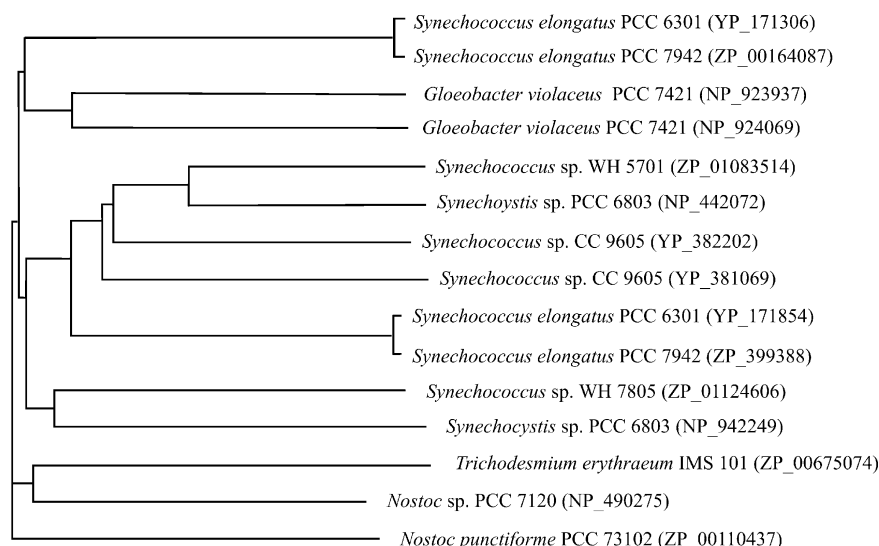 Synechococcus elongatus PCC 6301 (YP_171306)
Synechococcus elongatus PCC 7942 (ZP_00164087)
Gloeobacter violaceus PCC 7421 (NP_923937)
Gloeobacter violaceus PCC 7421 (NP_924069)
Synechococcus sp. WH 5701 (ZP_01083514)
Synechoystis sp. PCC 6803 (NP_442072)
Synechococcus sp. CC 9605 (YP_382202)
Synechococcus sp. CC 9605 (YP_381069)
Synechococcus elongatus PCC 6301 (YP_171854)
Synechococcus elongatus PCC 7942 (ZP_399388)
Synechococcus sp. WH 7805 (ZP_01124606)
Synechocystis sp. PCC 6803 (NP_942249)
Trichodesmium erythraeum IMS 101 (ZP_00675074)
Nostoc sp. PCC 7120 (NP_490275)
Nostoc punctiforme PCC 73102 (ZP_00110437)